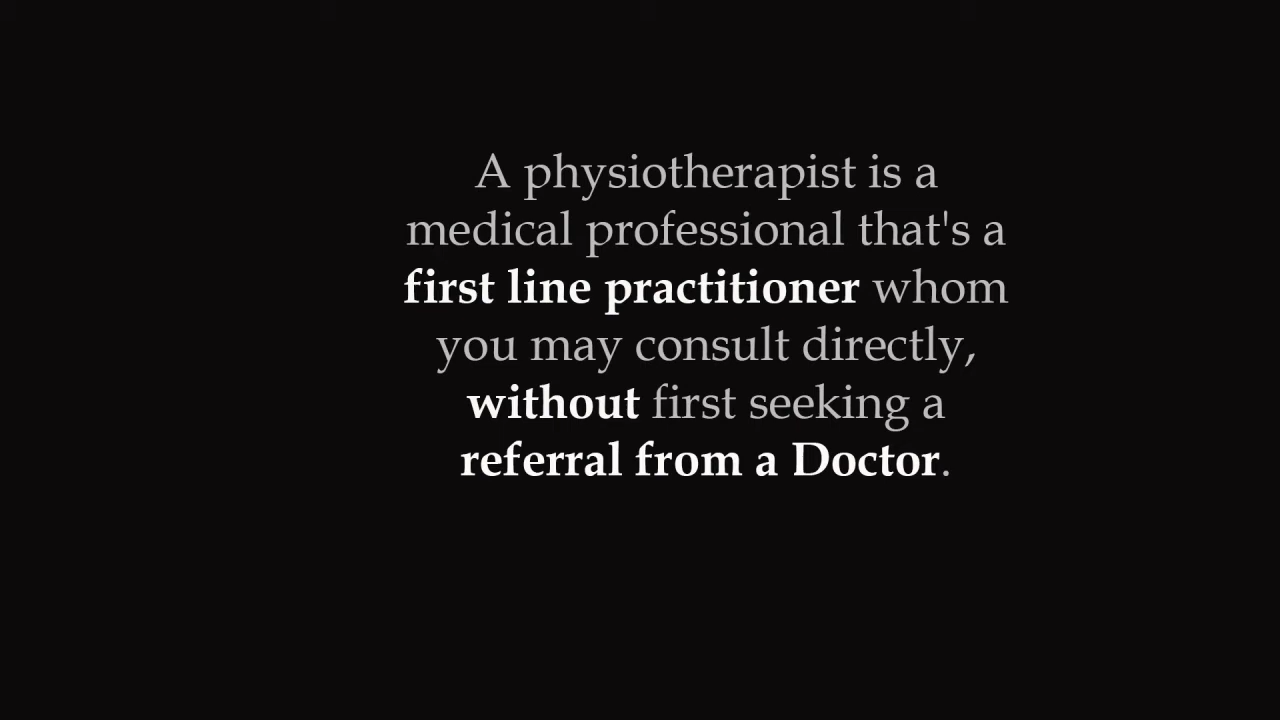 A physiotherapist is a
medical professional that's a
first line practitioner whom
you may consult directly,
without first seeking a
referral from a Doctor.